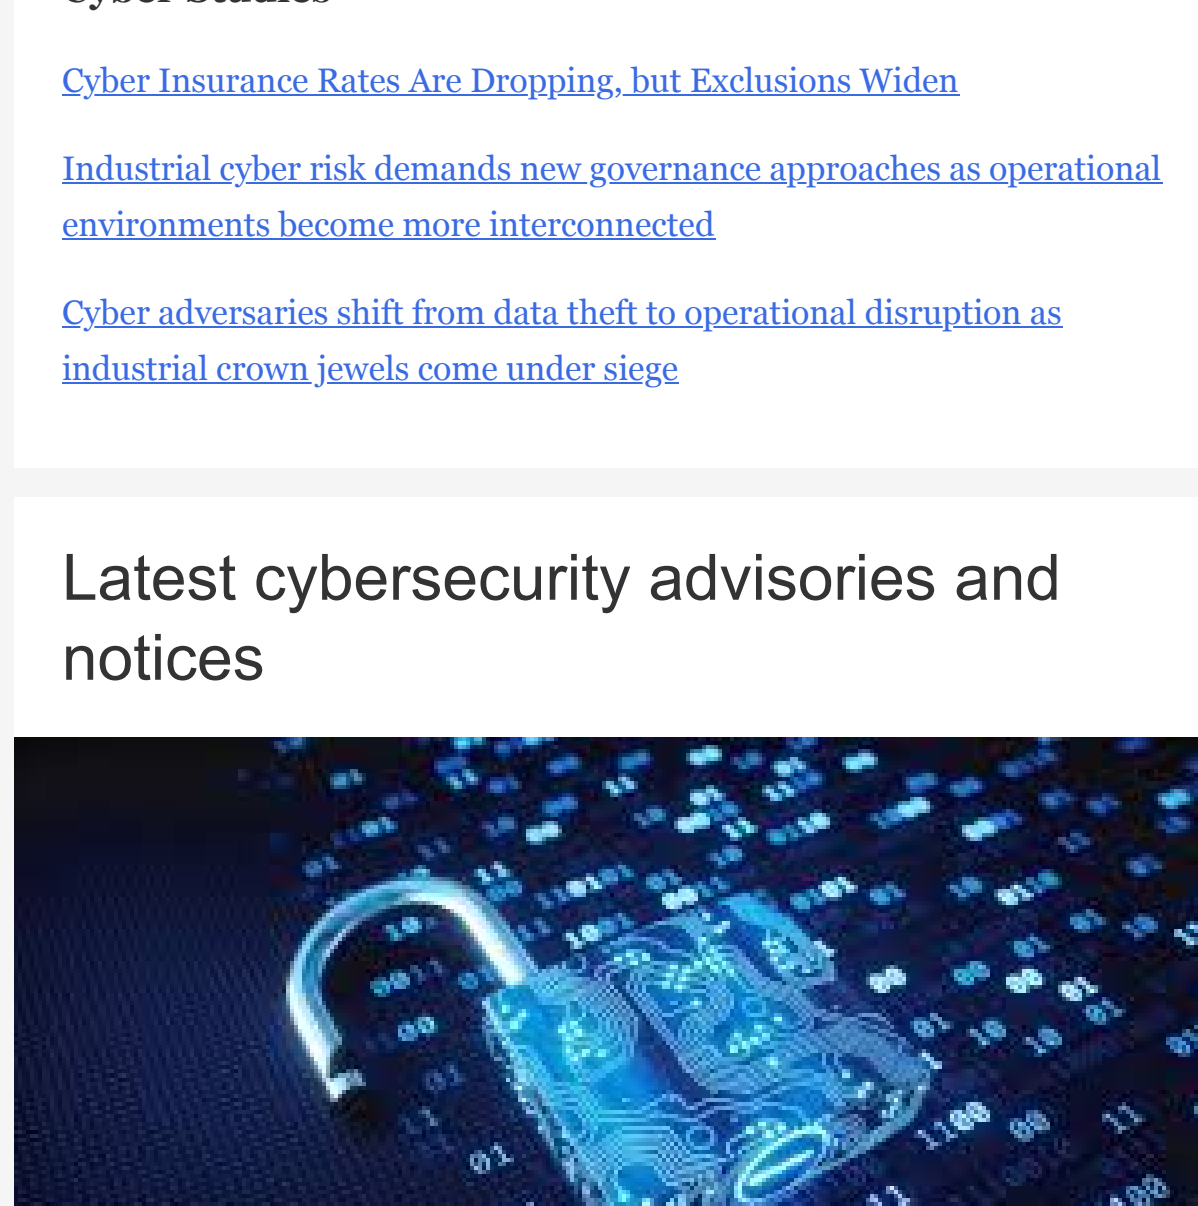 Cyber Studies
Cyber Insurance Rates Are Dropping, but Exclusions Widen
Industrial cyber risk demands new governance approaches as operational
environments become more interconnected
Cyber adversaries shift from data theft to operational disruption as
industrial crown jewels come under siege
Latest cybersecurity advisories and
notices